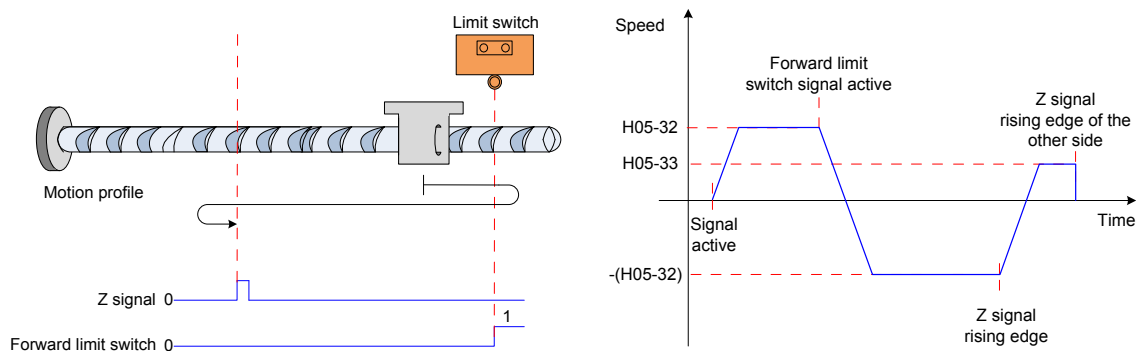 Limit switch
Motion profile
Z signal 0
1
Forward limit switch 0
Speed
Forward limit
switch signal active
Z signal
rising edge of the
other side
H05-32
H05-33
Time
Signal
active
-(H05-32)
Z signal
rising edge